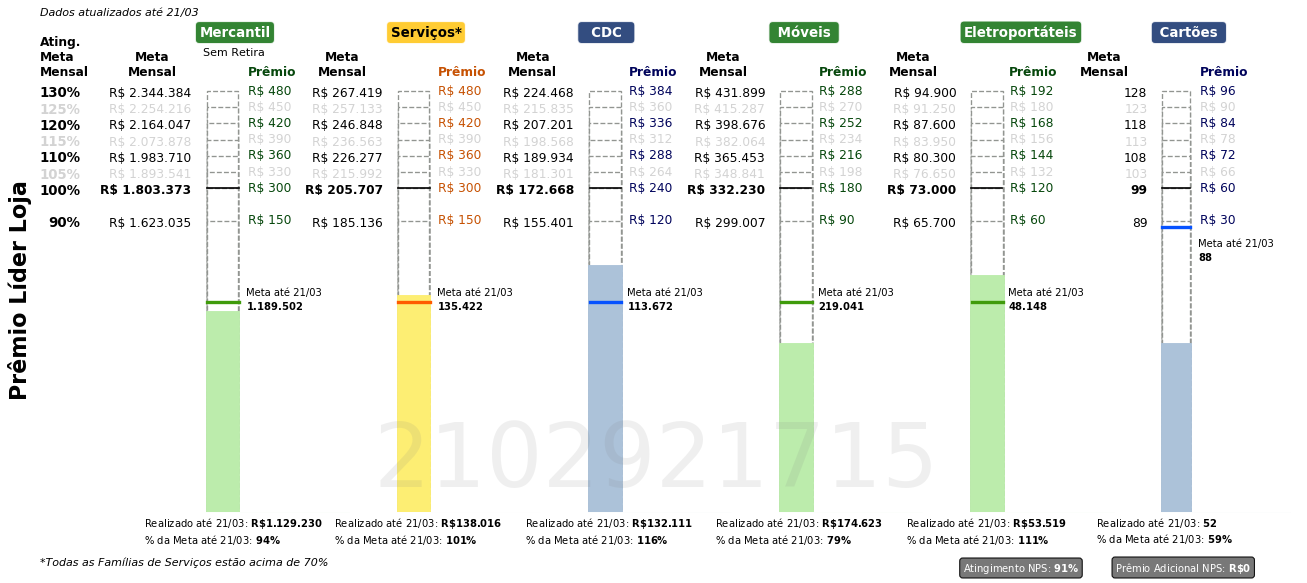 Dados atualizados até 21/03
Mercantil Serviços* CDC Móveis Eletroportáteis Cartões
Sem Retira
Ating. Meta Mensal
Meta Mensal Prêmio Meta Mensal Prêmio Meta Mensal Prêmio Meta Mensal Prêmio Meta Mensal Prêmio Meta Mensal Prêmio
130% R$ 2.344.384 R$ 480 R$ 267.419 R$ 480 R$ 224.468 R$ 384 R$ 431.899 R$ 288 R$ 94.900 R$ 192 128 R$ 96
125% R$ 2.254.216 R$ 450 R$ 257.133 R$ 450 R$ 215.835 R$ 360 R$ 415.287 R$ 270 R$ 91.250 R$ 180 123 R$ 90
120% R$ 2.164.047 R$ 420 R$ 246.848 R$ 420 R$ 207.201 R$ 336 R$ 398.676 R$ 252 R$ 87.600 R$ 168 118 R$ 84
115% R$ 2.073.878 R$ 390 R$ 236.563 R$ 390 R$ 198.568 R$ 312 R$ 382.064 R$ 234 R$ 83.950 R$ 156 113 R$ 78
110% R$ 1.983.710 R$ 360 R$ 226.277 R$ 360 R$ 189.934 R$ 288 R$ 365.453 R$ 216 R$ 80.300 R$ 144 108 R$ 72
105% R$ 1.893.541 R$ 330 R$ 215.992 R$ 330 R$ 181.301 R$ 264 R$ 348.841 R$ 198 R$ 76.650 R$ 132 103 R$ 66
100% R$ 1.803.373 R$ 300 R$ 205.707 R$ 300 R$ 172.668 R$ 240 R$ 332.230 R$ 180 R$ 73.000 R$ 120 99 R$ 60
90% R$ 1.623.035 R$ 150 R$ 185.136 R$ 150 R$ 155.401 R$ 120 R$ 299.007 R$ 90 R$ 65.700 R$ 60 89 R$ 30
Meta até 21/03
88
Meta até 21/03 Meta até 21/03 Meta até 21/03 Meta até 21/03 Meta até 21/03
1.189.502 135.422 113.672 219.041 48.148
Prêmio Líder Loja
2102921715
Realizado até 21/03: R$1.129.230 Realizado até 21/03: R$138.016 Realizado até 21/03: R$132.111 Realizado até 21/03: R$174.623 Realizado até 21/03: R$53.519 Realizado até 21/03: 52
% da Meta até 21/03: 94% % da Meta até 21/03: 101% % da Meta até 21/03: 116% % da Meta até 21/03: 79% % da Meta até 21/03: 111% % da Meta até 21/03: 59%
*Todas as Famílias de Serviços estão acima de 70%
Atingimento NPS: 91% Prêmio Adicional NPS: R$0